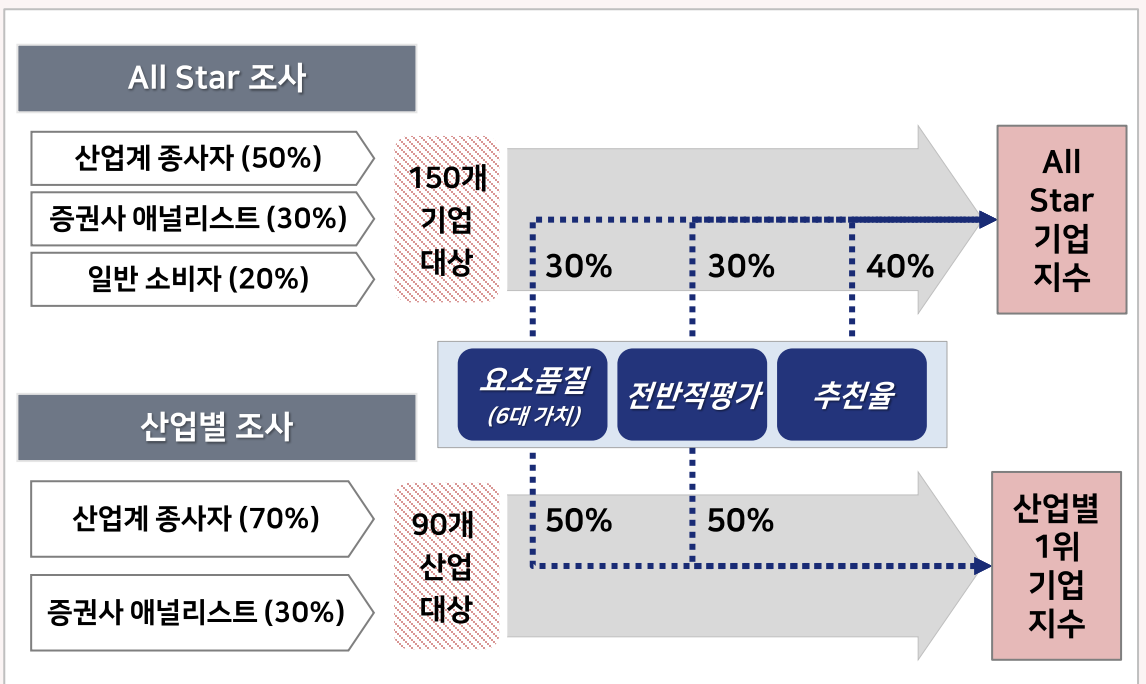 All Star 조사
산업계 종사자 (50%)
증권사 애널리스트 (30%)
일반 소비자 (20%)
150개
기업
대상
30%
30%
40%
All
Star
기업
지수
요소품질
(6대 가치)
전반적평가
추천율
산업별 조사
산업계 종사자 (70%)
증권사 애널리스트 (30%)
90개
산업
대상
50%
50%
산업별
1위
기업
지수